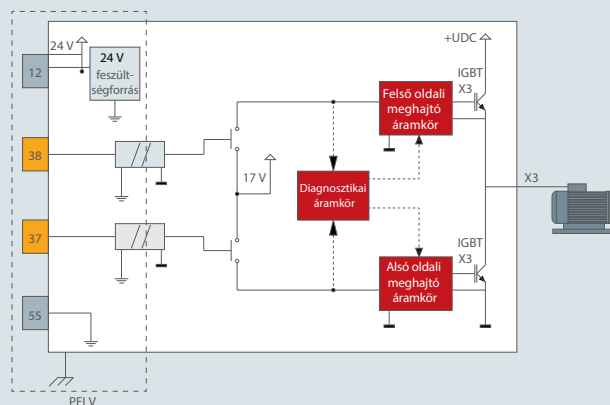 +UDC
24 V
12
24 V
feszült-
ségforrás
IGBT
X3
Felső oldali
meghajtó
áramkör
38
17 V
Diagnosztikai
áramkör
X3
37
IGBT
X3
Alsó oldali
meghajtó
áramkör
55
PELV